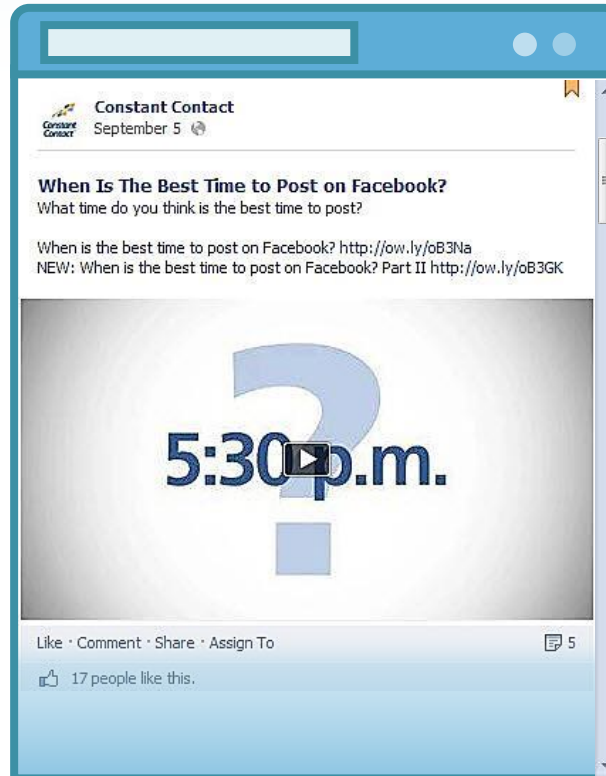 Constant Contact
Constant
Contact
September 5
When Is The Best Time to Post on Facebook?
What time do you think is the best time to post?
When is the best time to post on Facebook? http://ow.ly/oB3Na
NEW: When is the best time to post on Facebook? Part II http://ow.ly/oB3GK
?
5:30 p.m.
Like · Comment · Share · Assign To
5
17 people like this.